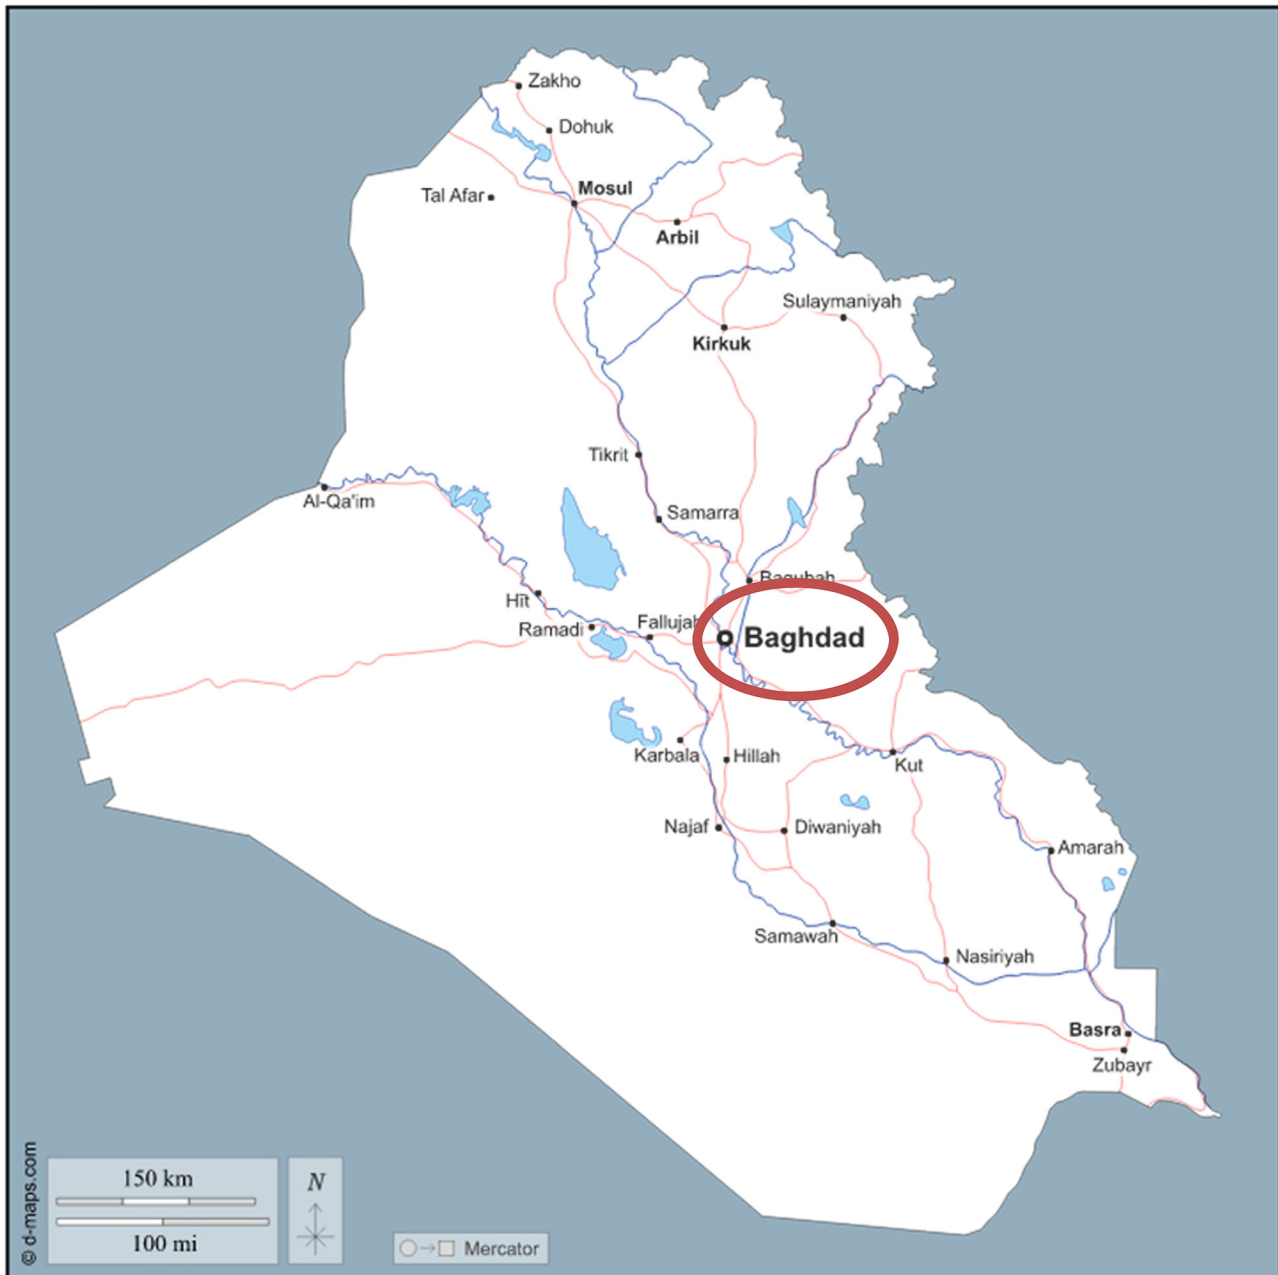 Zakho
Dohuk
Mosul
Tal Afar
Arbil
Sulaymaniyah
Kirkuk
Tikrit
Al-Qa'im
Samarra
Baqubah
Hīt
Ramadi
Fallujah
Baghdad
Karbala
Hillah
Kut
Najaf
Diwaniyah
Amarah
Samawah
Nasiriyah
Basra
Zubayr
© d-maps.com
150 km
100 mi
N
Mercator